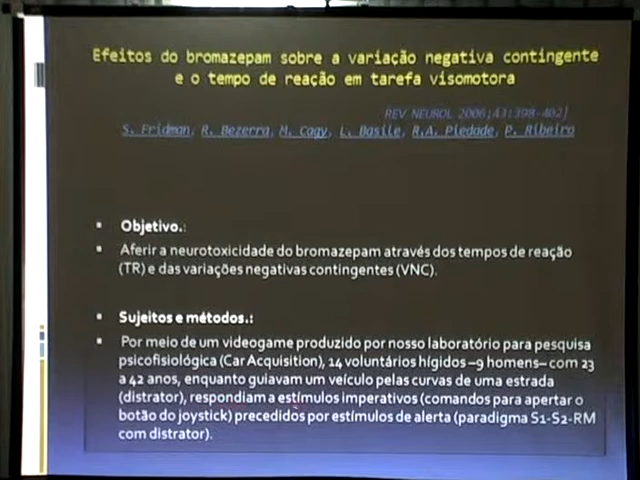 Efeitos do bromazepam sobre a variação negativa contingente
e o tempo de reação em tarefa visomotora
REV NEUROL 2006;43:398-402]
S. Fridman, R. Bezerra, M. Cagy, L. Basile, R.A. Piedade, P. Ribeiro
▪ Objetivo.:
▪ Aferir a neurotoxicidade do bromazepam através dos tempos de reação
(TR) e das variações negativas contingentes (VNC).
▪ Sujeitos e métodos.:
▪ Por meio de um videogame produzido por nosso laboratório para pesquisa
psicofisiológica (Car Acquisition), 14 voluntários hígidos –9 homens– com 23
a 42 anos, enquanto guiavam um veículo pelas curvas de uma estrada
(distrator), respondiam a estímulos imperativos (comandos para apertar o
botão do joystick) precedidos por estímulos de alerta (paradigma S1-S2-RM
com distrator).